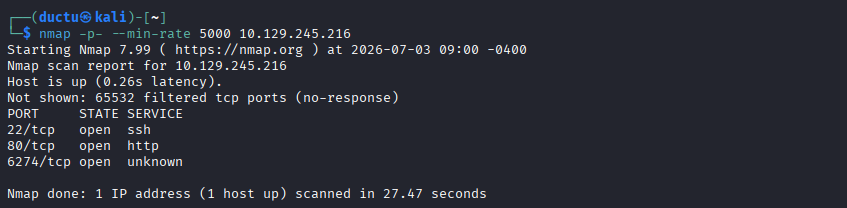 ┌──(ductu㉿kali)-[~]
└─$ nmap -p- --min-rate 5000 10.129.245.216
Starting Nmap 7.99 ( https://nmap.org ) at 2026-07-03 09:00 -0400
Nmap scan report for 10.129.245.216
Host is up (0.26s latency).
Not shown: 65532 filtered tcp ports (no-response)
PORT     STATE SERVICE
22/tcp   open  ssh
80/tcp   open  http
6274/tcp open  unknown
Nmap done: 1 IP address (1 host up) scanned in 27.47 seconds